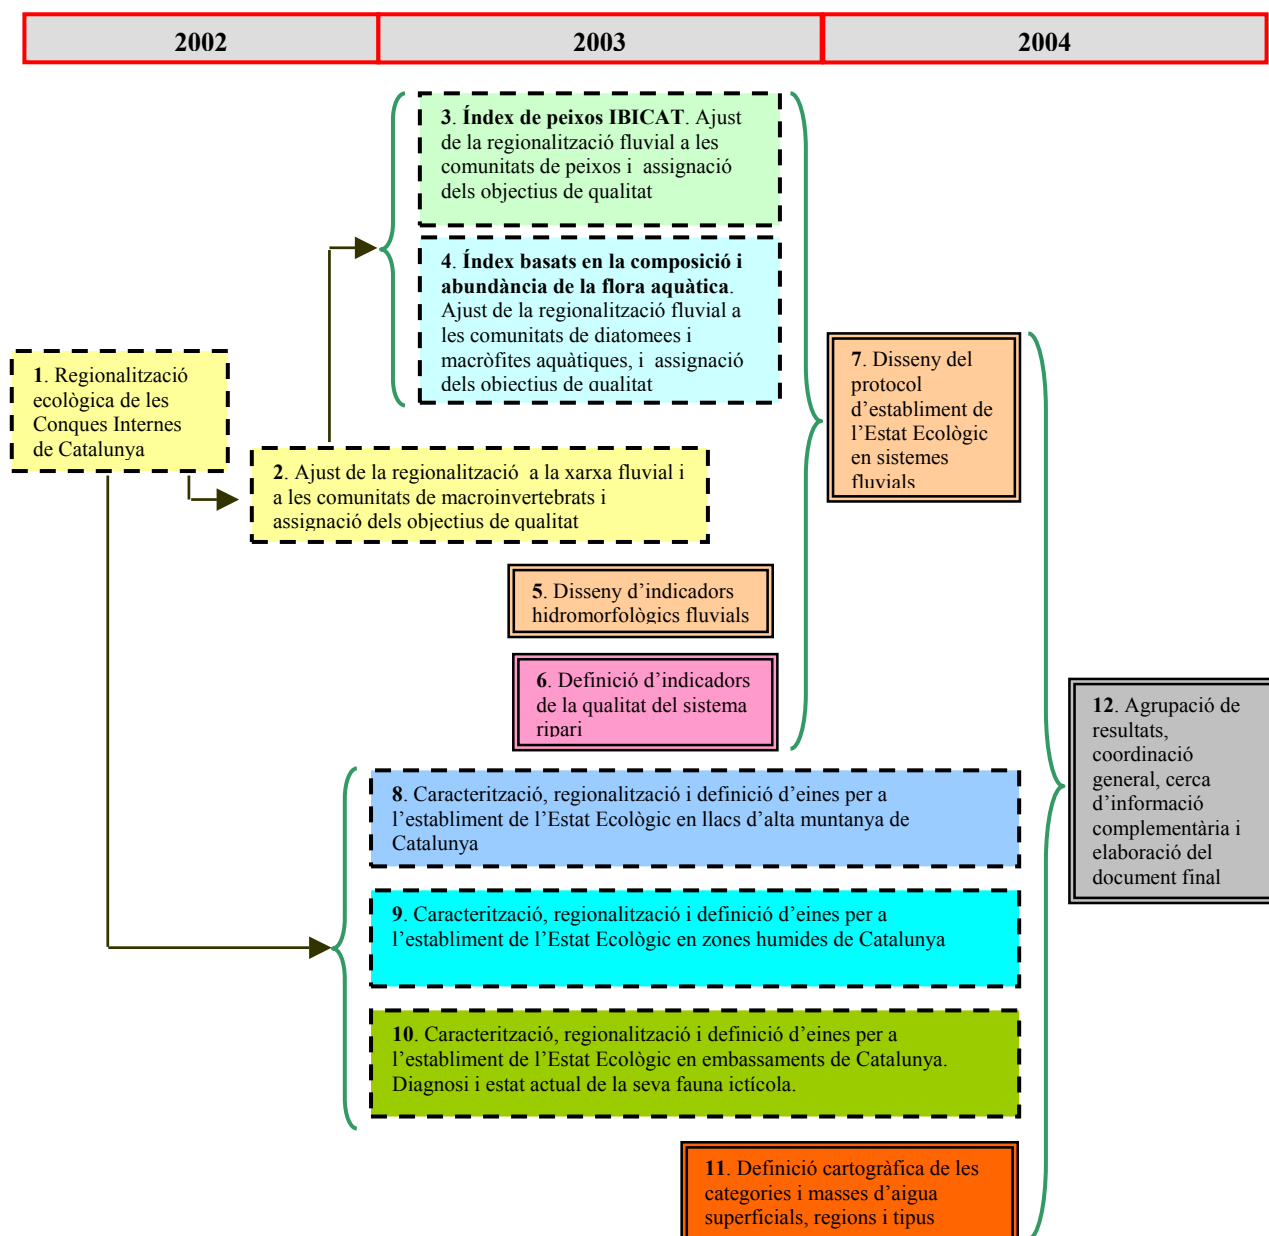 2002
2003
2004
3. Índex de peixos IBICAT. Ajust
de la regionalització fluvial a les
comunitats de peixos i assignació
dels objectius de qualitat
4. Índex basats en la composició i
abundància de la flora aquàtica.
Ajust de la regionalització fluvial a
les comunitats de diatomees i
macròfites aquàtiques, i assignació
dels objectius de qualitat
1. Regionalització
ecològica de les
Conques Internes
de Catalunya
2. Ajust de la regionalització a la xarxa fluvial i
a les comunitats de macroinvertebrats i
assignació dels objectius de qualitat
7. Disseny del
protocol
d’establiment de
l’Estat Ecològic
en sistemes
fluvials
5. Disseny d’indicadors
hidromorfològics fluvials
6. Definició d’indicadors
de la qualitat del sistema
ripari
8. Caracterització, regionalització i definició d’eines per a
l’establiment de l’Estat Ecològic en llacs d’alta muntanya de
Catalunya
9. Caracterització, regionalització i definició d’eines per a
l’establiment de l’Estat Ecològic en zones humides de Catalunya
10. Caracterització, regionalització i definició d’eines per a
l’establiment de l’Estat Ecològic en embassaments de Catalunya.
Diagnosi i estat actual de la seva fauna ictícola.
11. Definició cartogràfica de les
categories i masses d’aigua
superficials, regions i tipus
12. Agrupació de
resultats,
coordinació
general, cerca
d’informació
complementària i
elaboració del
document final